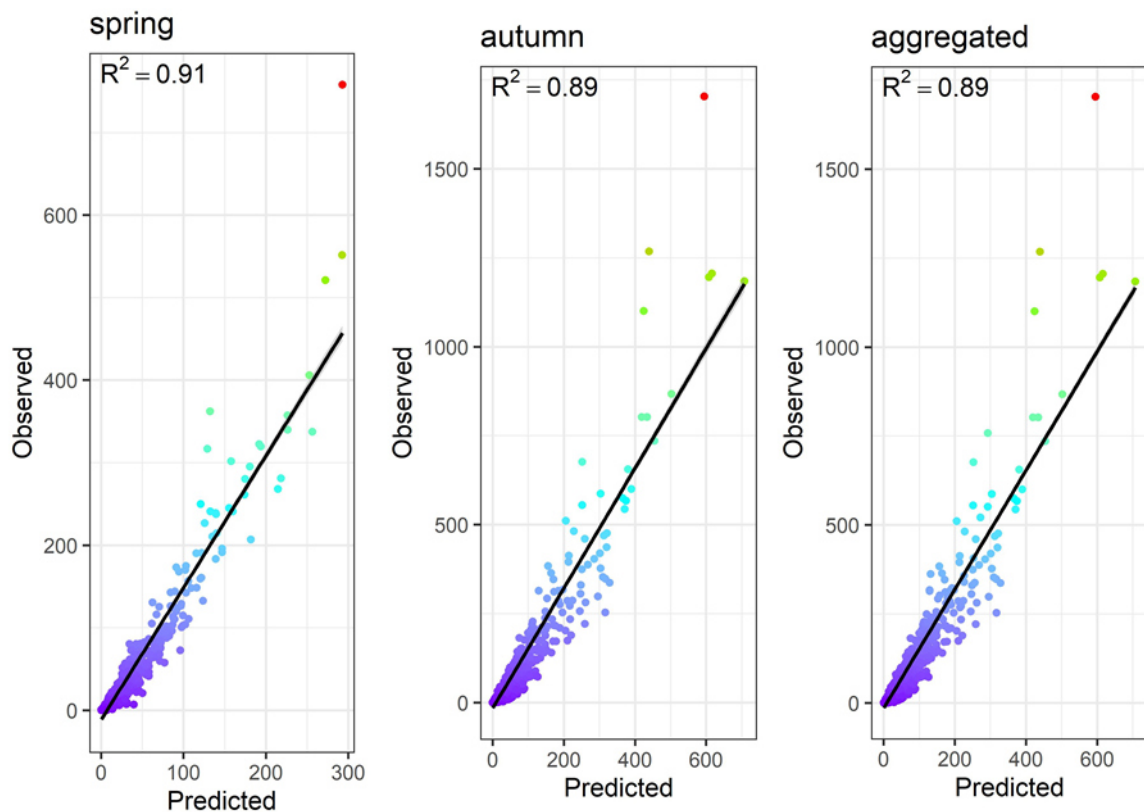 spring
R² = 0.91
600
400
200
0
Observed
0 100 200 300
Predicted
autumn
R² = 0.89
1500
1000
500
0
Observed
0 200 400 600
Predicted
aggregated
R² = 0.89
1500
1000
500
0
Observed
0 200 400 600
Predicted